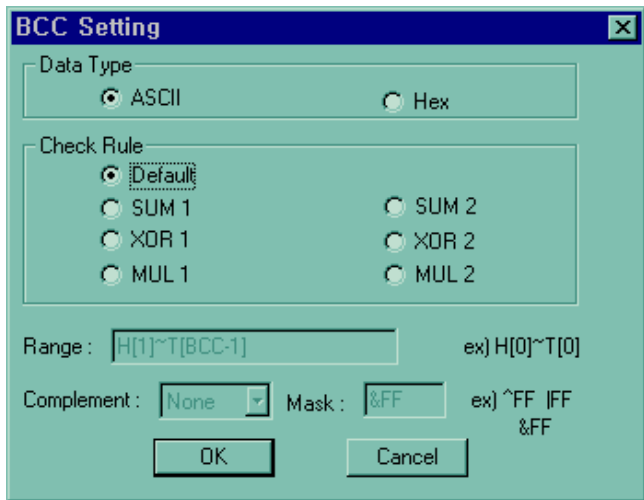 BCC Setting
Data Type
ASCII Hex
Check Rule
Default
SUM 1 SUM 2
XOR 1 XOR 2
MUL 1 MUL 2
Range : H[1]~T[BCC-1] ex) H[0]~T[0]
Complement : None Mask : &FF ex) ^FF |FF
&FF
OK Cancel